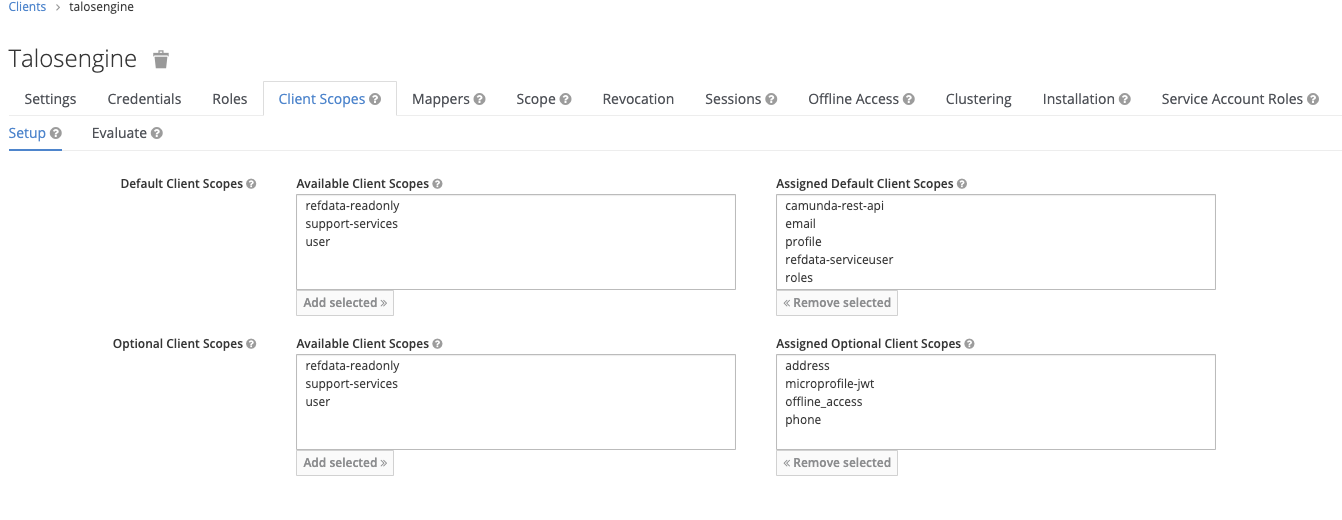 Clients > talosengine
Talosengine
Settings Credentials Roles Client Scopes Mappers Scope Revocation Sessions Offline Access Clustering Installation Service Account Roles
Setup Evaluate
Default Client Scopes Available Client Scopes Assigned Default Client Scopes
refdata-readonly
support-services
user
Add selected »
camunda-rest-api
email
profile
refdata-serviceuser
roles
« Remove selected
Optional Client Scopes Available Client Scopes Assigned Optional Client Scopes
refdata-readonly
support-services
user
Add selected »
address
microprofile-jwt
offline_access
phone
« Remove selected